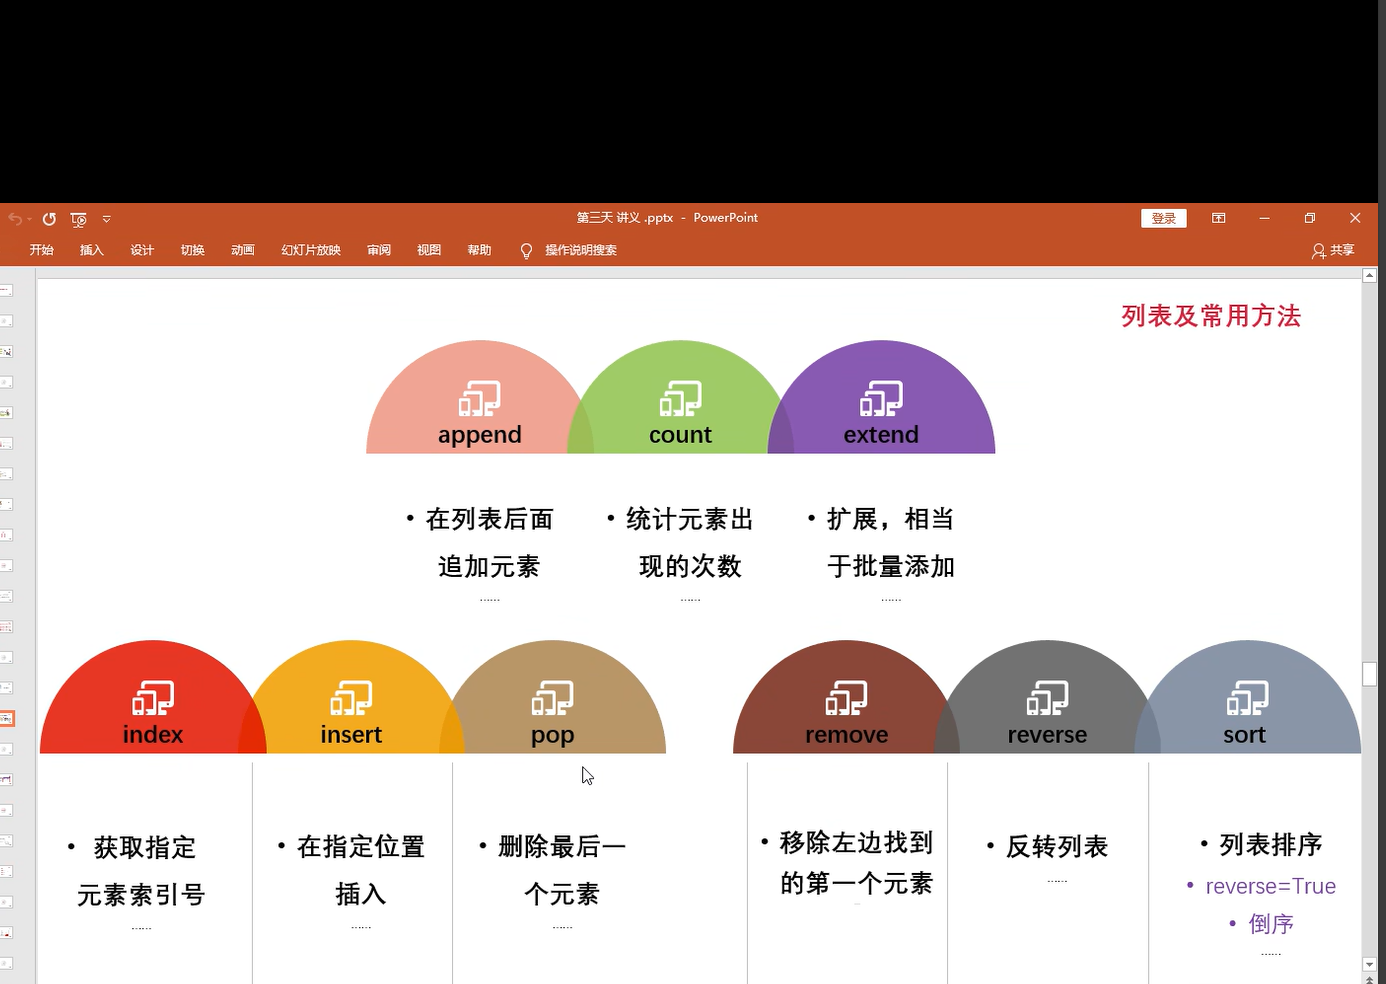 第三天 讲义 .pptx - PowerPoint
登录
开始 插入 设计 切换 动画 幻灯片放映 审阅 视图 帮助 操作说明搜索 共享
列表及常用方法
append count extend
• 在列表后面
追加元素
......
• 统计元素出
现的次数
......
• 扩展，相当
于批量添加
......
index insert pop remove reverse sort
• 获取指定
元素索引号
......
• 在指定位置
插入
......
• 删除最后一
个元素
......
• 移除左边找到
的第一个元素
• 反转列表
......
• 列表排序
• reverse=True
• 倒序
......